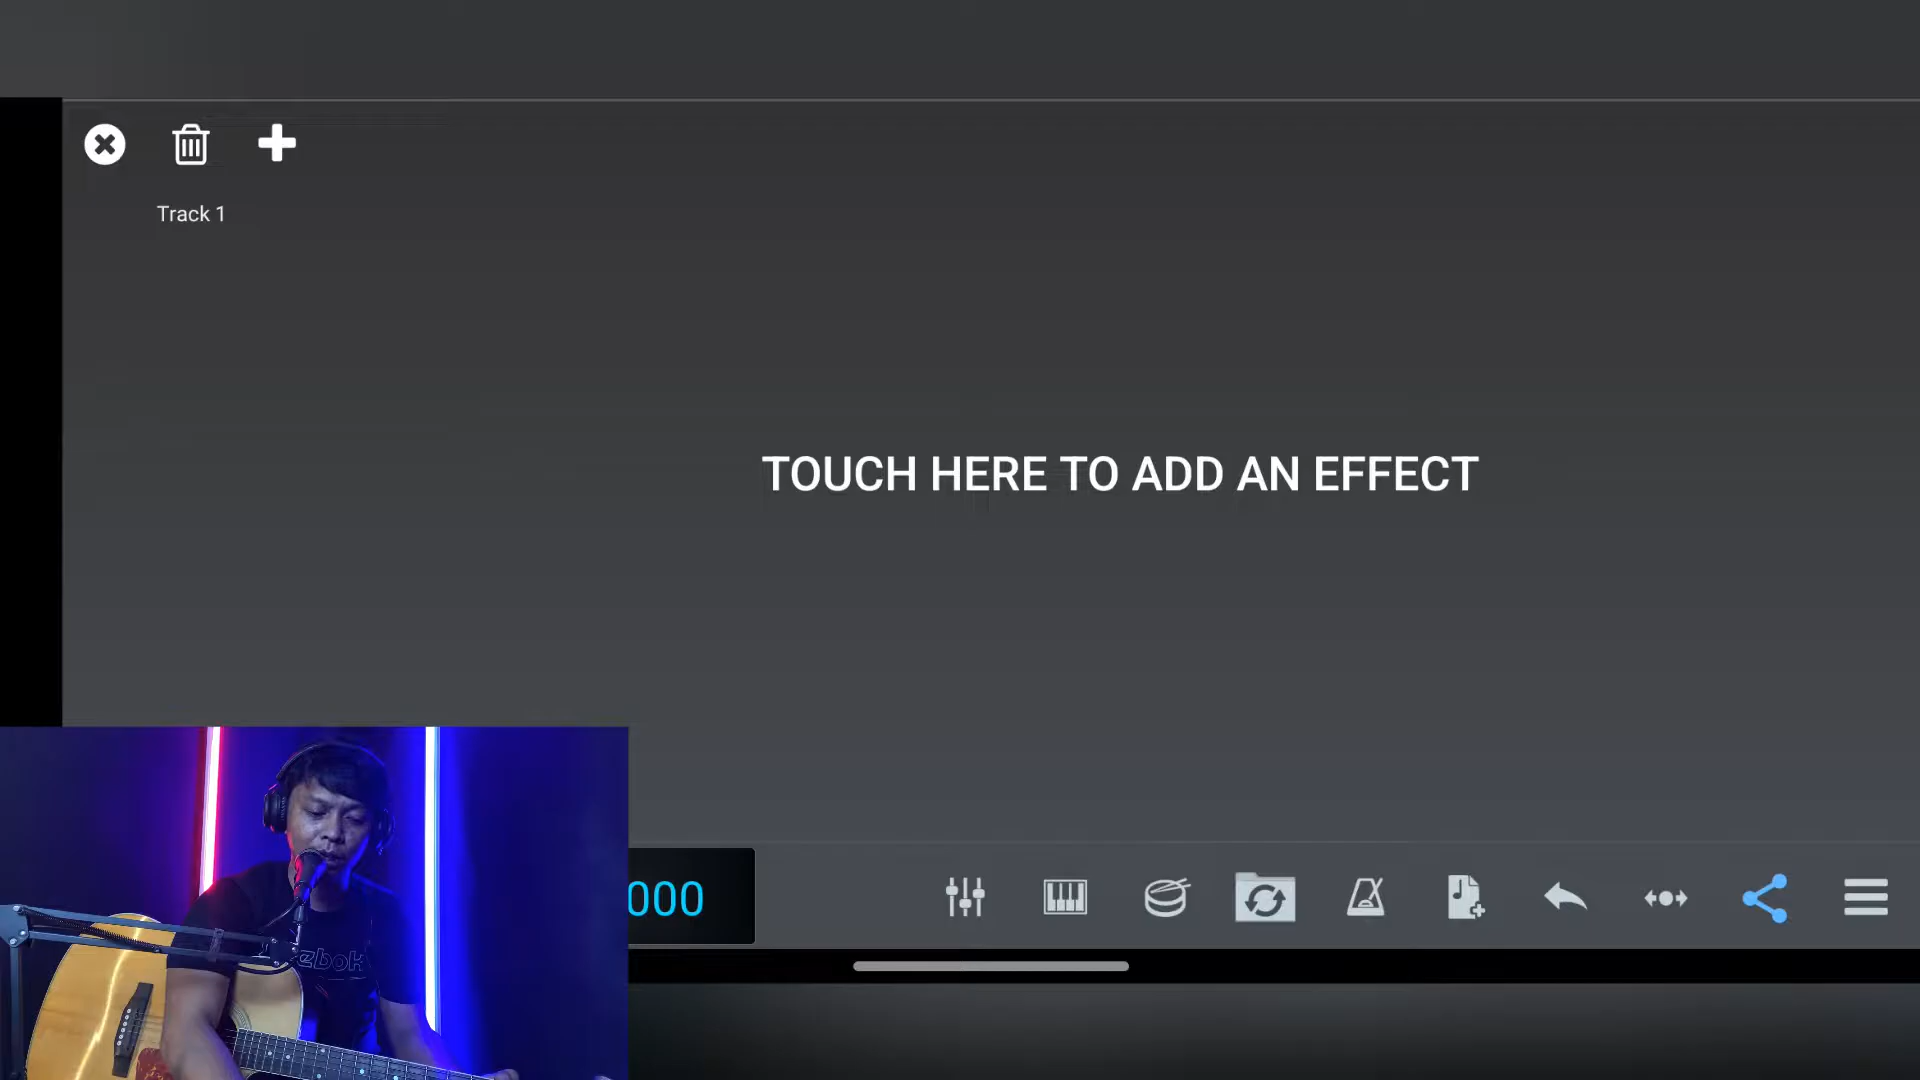 Track 1
TOUCH HERE TO ADD AN EFFECT
000